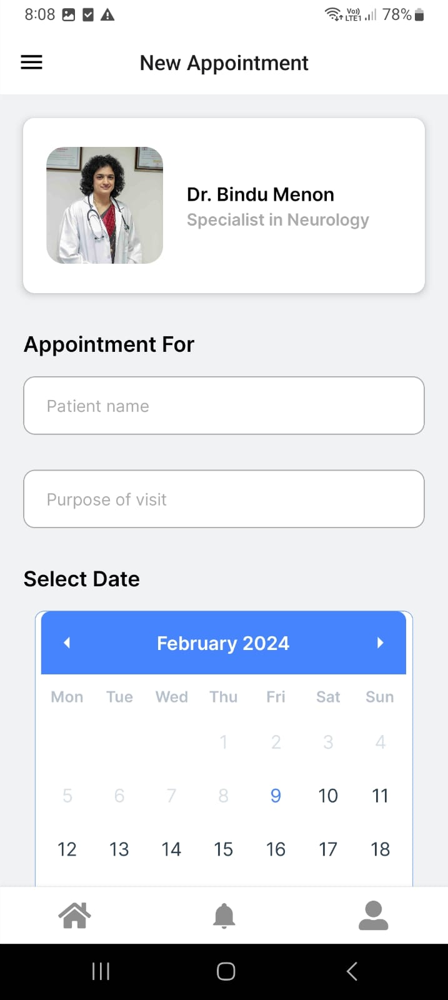 8:08 Vo)) LTE1 78%
New Appointment
Dr. Bindu Menon
Specialist in Neurology
Appointment For
Patient name
Purpose of visit
Select Date
February 2024
Mon Tue Wed Thu Fri Sat Sun
1 2 3 4
5 6 7 8 9 10 11
12 13 14 15 16 17 18